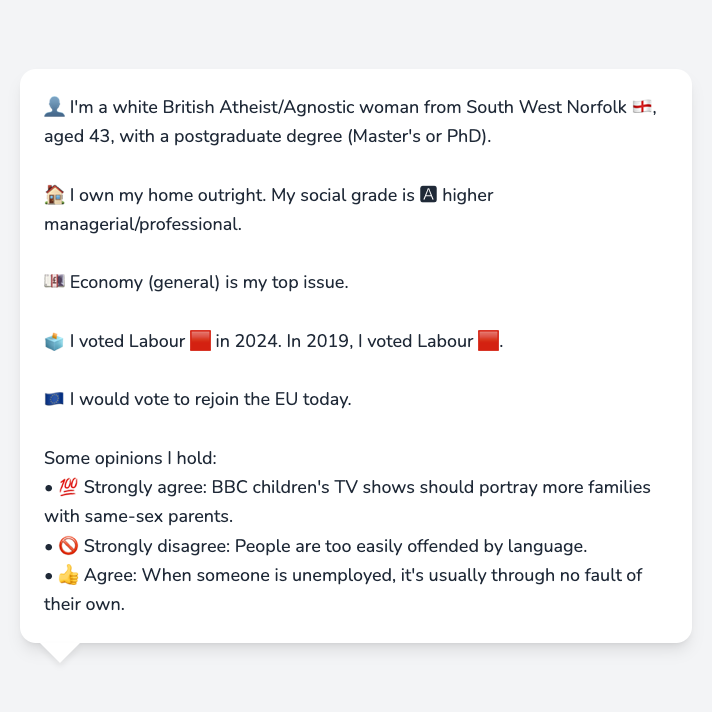 👤 I'm a white British Atheist/Agnostic woman from South West Norfolk 🏴󠁧󠁢󠁥󠁮󠁧󠁿,
aged 43, with a postgraduate degree (Master's or PhD).
🏠 I own my home outright. My social grade is 🅰 higher
managerial/professional.
💷 Economy (general) is my top issue.
🗳️ I voted Labour 🟥 in 2024. In 2019, I voted Labour 🟥.
🇪🇺 I would vote to rejoin the EU today.
Some opinions I hold:
• 💯 Strongly agree: BBC children's TV shows should portray more families
with same-sex parents.
• 🚫 Strongly disagree: People are too easily offended by language.
• 👍 Agree: When someone is unemployed, it's usually through no fault of
their own.